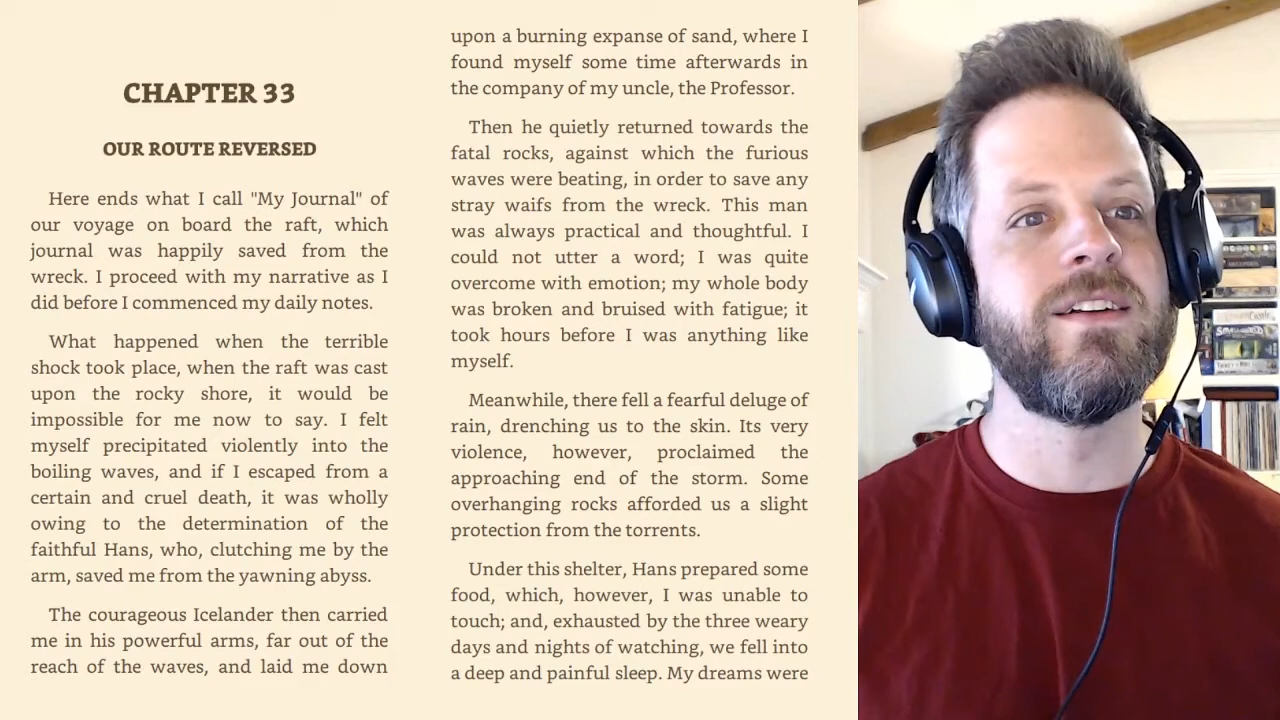 CHAPTER 33
OUR ROUTE REVERSED
Here ends what I call "My Journal" of
our voyage on board the raft, which
journal was happily saved from the
wreck. I proceed with my narrative as I
did before I commenced my daily notes.
What happened when the terrible
shock took place, when the raft was cast
upon the rocky shore, it would be
impossible for me now to say. I felt
myself precipitated violently into the
boiling waves, and if I escaped from a
certain and cruel death, it was wholly
owing to the determination of the
faithful Hans, who, clutching me by the
arm, saved me from the yawning abyss.
The courageous Icelander then carried
me in his powerful arms, far out of the
reach of the waves, and laid me down
upon a burning expanse of sand, where I
found myself some time afterwards in
the company of my uncle, the Professor.
Then he quietly returned towards the
fatal rocks, against which the furious
waves were beating, in order to save any
stray waifs from the wreck. This man
was always practical and thoughtful. I
could not utter a word; I was quite
overcome with emotion; my whole body
was broken and bruised with fatigue; it
took hours before I was anything like
myself.
Meanwhile, there fell a fearful deluge of
rain, drenching us to the skin. Its very
violence, however, proclaimed the
approaching end of the storm. Some
overhanging rocks afforded us a slight
protection from the torrents.
Under this shelter, Hans prepared some
food, which, however, I was unable to
touch; and, exhausted by the three weary
days and nights of watching, we fell into
a deep and painful sleep. My dreams were